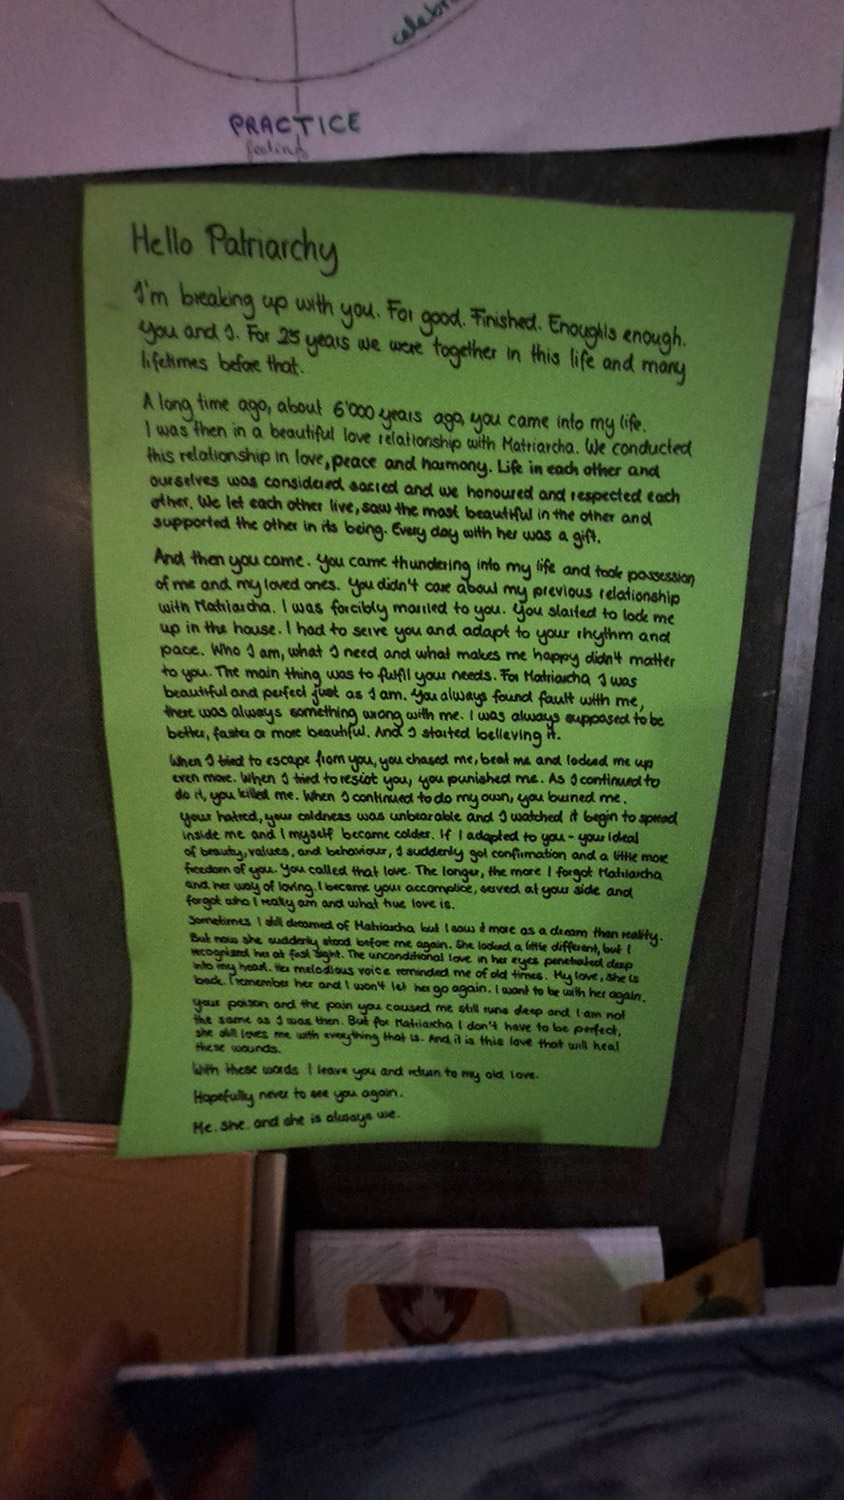 celebr
PRACTICE
feeling
Hello Patriarchy
I'm breaking up with you. For good. Finished. Enough is enough.
You and I. For 25 years we were together in this life and many
lifetimes before that.
A long time ago, about 6'000 years ago, you came into my life.
I was then in a beautiful love relationship with Matriarcha. We conducted
this relationship in love, peace and harmony. Life in each other and
ourselves was considered sacred and we honoured and respected each
other. We let each other live, saw the most beautiful in the other and
supported the other in its being. Every day with her was a gift.
And then you came. You came thundering into my life and took possession
of me and my loved ones. You didn't care about my previous relationship
with Matriarcha. I was forcibly married to you. You started to lock me
up in the house. I had to serve you and adapt to your rhythm and
pace. Who I am, what I need and what makes me happy didn't matter
to you. The main thing was to fulfil your needs. For Matriarcha I was
beautiful and perfect just as I am. You always found fault with me,
there was always something wrong with me. I was always supposed to be
better, faster or more beautiful. And I started believing it.
When I tried to escape from you, you chased me, beat me and locked me up
even more. When I tried to resist you, you punished me. As I continued to
do it, you killed me. When I continued to do my own, you burned me.
Your hatred, your coldness was unbearable and I watched it begin to spread
inside me and I myself became colder. If I adapted to you - your ideal
of beauty, values, and behaviour, I suddenly got confirmation and a little more
freedom of you. You called that love. The longer, the more I forgot Matriarcha
and her way of loving. I became your accomplice, served at your side and
forgot who I really am and what true love is.
Sometimes I still dreamed of Matriarcha but I saw it more as a dream than reality.
But now she suddenly stood before me again. She looked a little different, but I
recognized her at fast sight. The unconditional love in her eyes penetrated deep
into my heart. Her melodious voice reminded me of old times. My love, she is
back. I remember her and I won't let her go again. I want to be with her again.
Your poison and the pain you caused me still runs deep and I am not
the same as I was then. But for Matriarcha I don't have to be perfect,
she still loves me with everything that is. And it is this love that will heal
these wounds.
With these words I leave you and return to my old love.
Hopefully never to see you again.
Me. she. and she is always we.